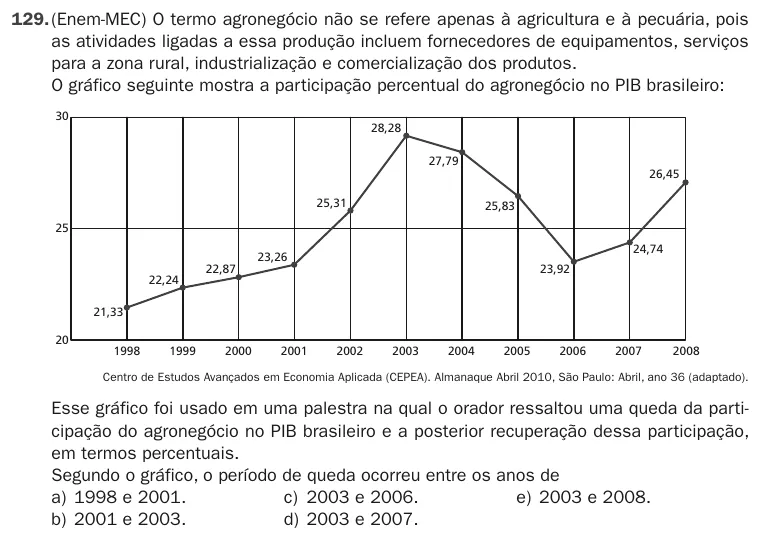 129. (Enem-MEC) O termo agronegócio não se refere apenas à agricultura e à pecuária, pois
as atividades ligadas a essa produção incluem fornecedores de equipamentos, serviços
para a zona rural, industrialização e comercialização dos produtos.
O gráfico seguinte mostra a participação percentual do agronegócio no PIB brasileiro:
30
28,28
27,79
26,45
25,31
25,83
25
23,26
22,87
24,74
22,24
23,92
21,33
20
1998 1999 2000 2001 2002 2003 2004 2005 2006 2007 2008
Centro de Estudos Avançados em Economia Aplicada (CEPEA). Almanaque Abril 2010, São Paulo: Abril, ano 36 (adaptado).
Esse gráfico foi usado em uma palestra na qual o orador ressaltou uma queda da parti-
cipação do agronegócio no PIB brasileiro e a posterior recuperação dessa participação,
em termos percentuais.
Segundo o gráfico, o período de queda ocorreu entre os anos de
a) 1998 e 2001. c) 2003 e 2006. e) 2003 e 2008.
b) 2001 e 2003. d) 2003 e 2007.